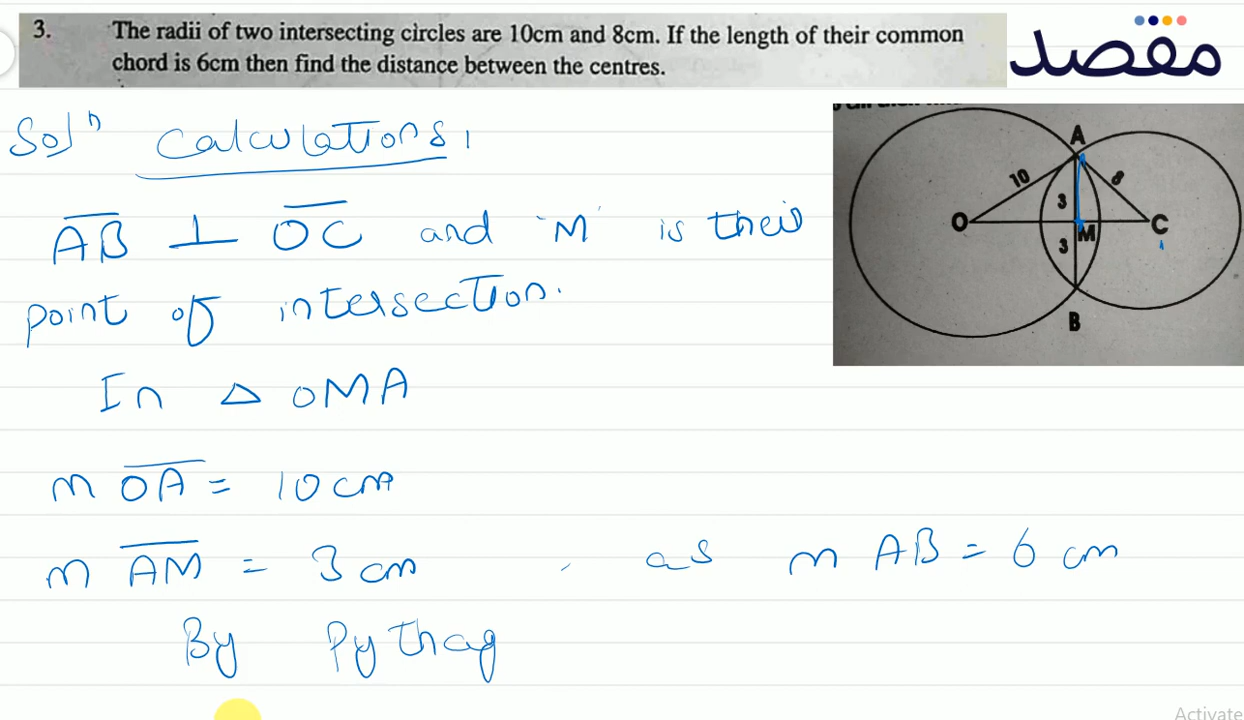 3. The radii of two intersecting circles are 10cm and 8cm. If the length of their common
chord is 6cm then find the distance between the centres.
مقصد
Solⁿ Calculations,
AB ⊥ OC and 'M' is their
point of intersection.
In △ OMA
m OA = 10 cm
m AM = 3 cm , as m AB = 6 cm
By Pythag
A
10 8
3
O M C
3
B
Activate